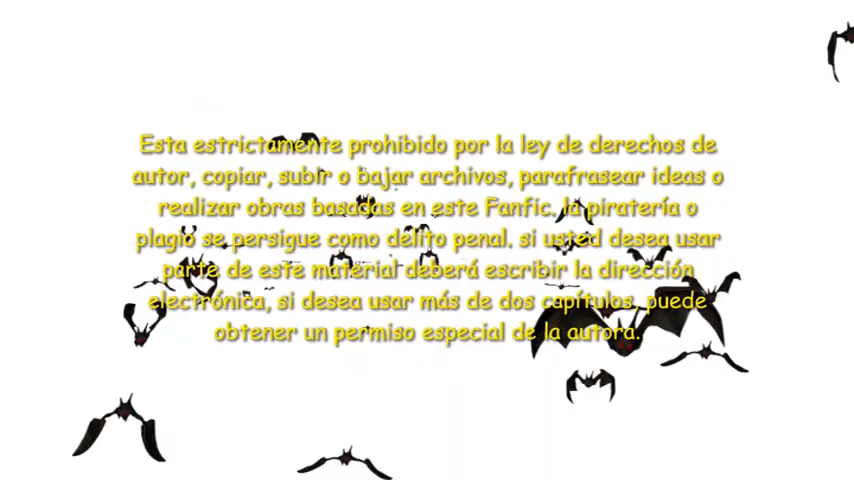 Esta estrictamente prohibido por la ley de derechos de
autor, copiar, subir o bajar archivos, parafrasear ideas o
realizar obras basadas en este Fanfic. la piratería o
plagio se persigue como delito penal. si usted desea usar
parte de este material deberá escribir la dirección
electrónica, si desea usar más de dos capítulos, puede
obtener un permiso especial de la autora.